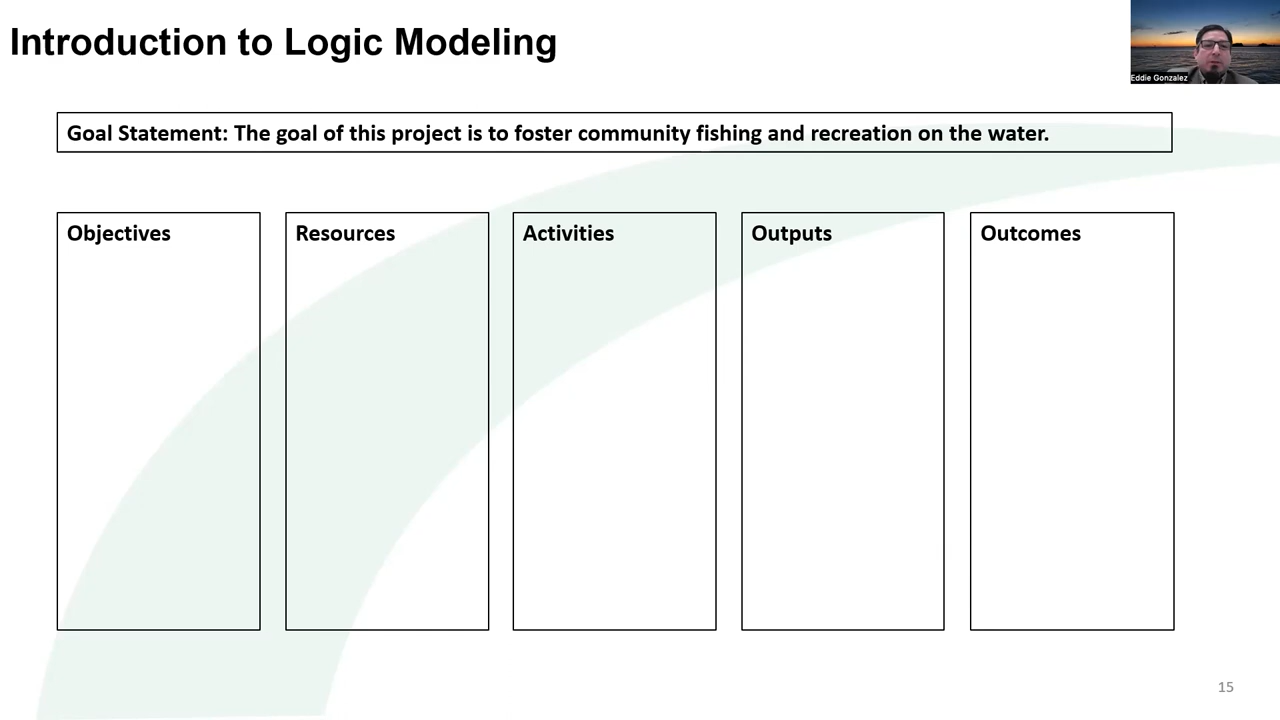 Introduction to Logic Modeling
Eddie Gonzalez
Goal Statement: The goal of this project is to foster community fishing and recreation on the water.
Objectives
Resources
Activities
Outputs
Outcomes
15